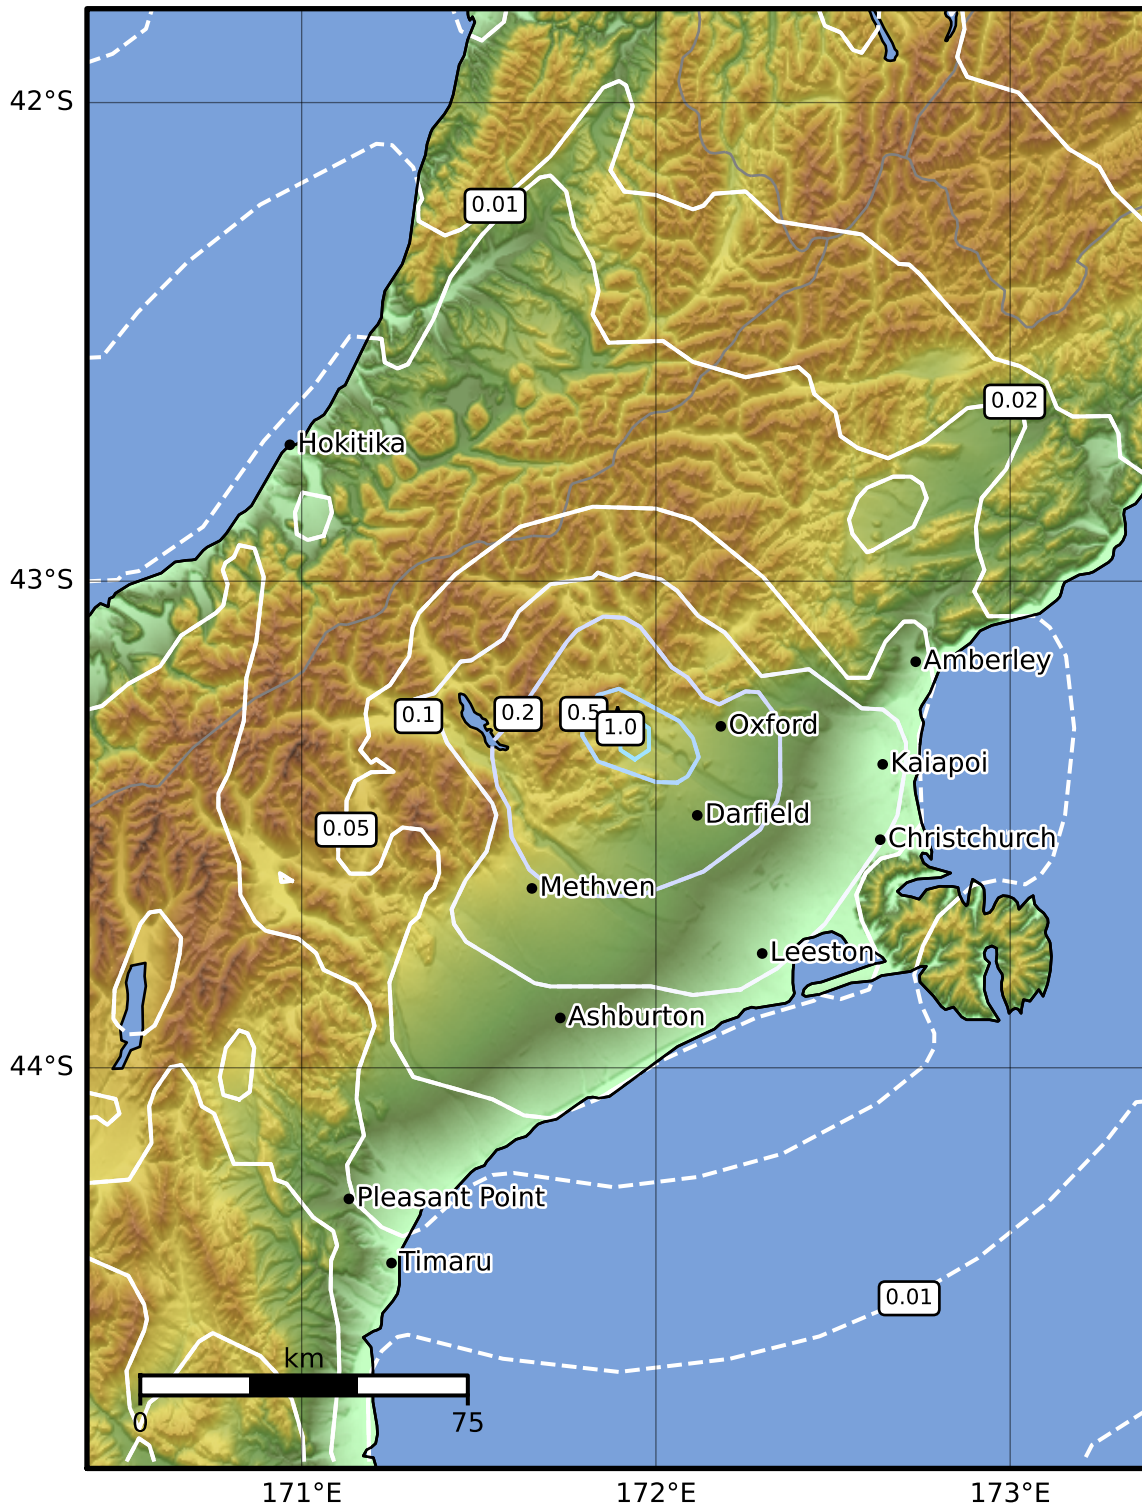 42°S
0.01
0.02
Hokitika
43°S
Amberley
0.1
0.2
0.5
1.0
Oxford
Kaiapoi
Darfield
0.05
Christchurch
Methven
Leeston
Ashburton
44°S
Pleasant Point
Timaru
0.01
km
0
75
171°E
172°E
173°E